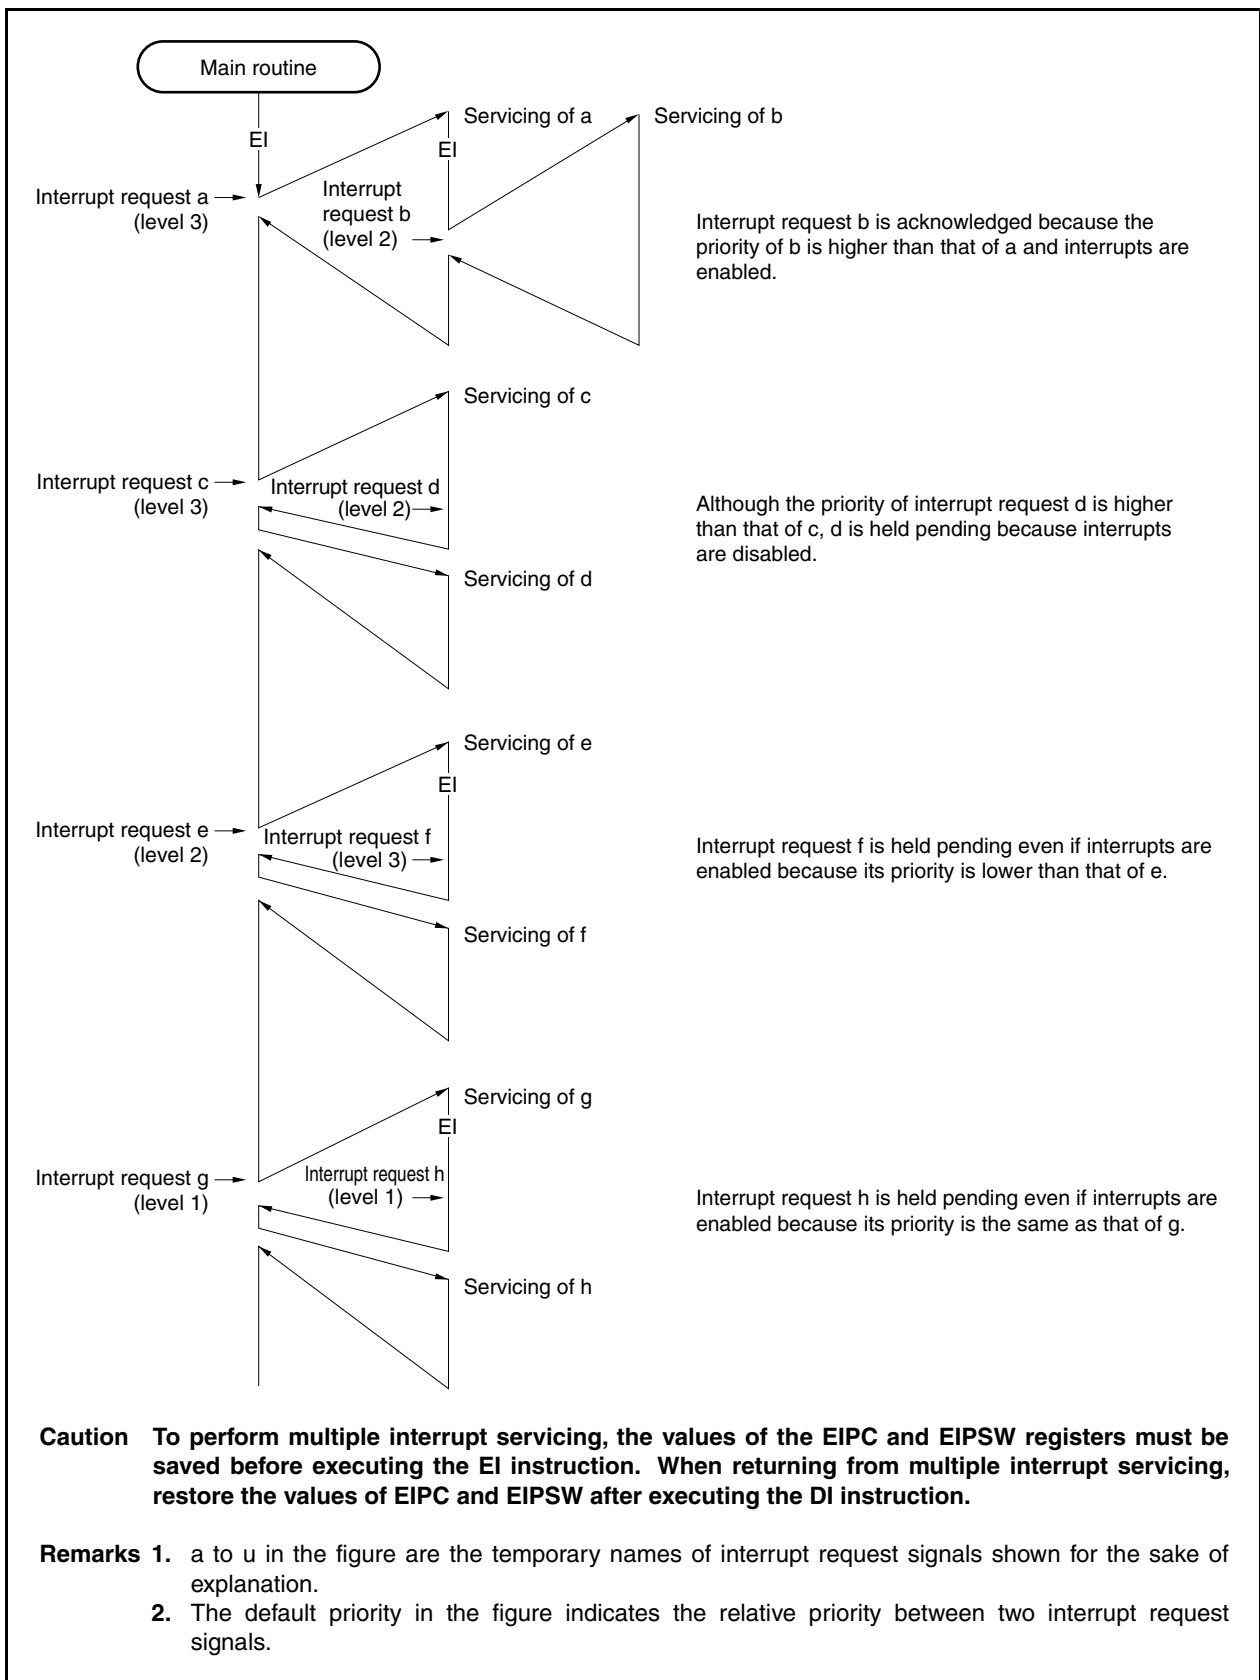 Main routine
EI
Servicing of a
EI
Servicing of b
Interrupt request a
(level 3)
Interrupt
request b
(level 2)
Interrupt request b is acknowledged because the
priority of b is higher than that of a and interrupts are
enabled.
Servicing of c
Interrupt request c
(level 3)
Interrupt request d
(level 2)
Although the priority of interrupt request d is higher
than that of c, d is held pending because interrupts
are disabled.
Servicing of d
Servicing of e
EI
Interrupt request e
(level 2)
Interrupt request f
(level 3)
Interrupt request f is held pending even if interrupts are
enabled because its priority is lower than that of e.
Servicing of f
Servicing of g
EI
Interrupt request g
(level 1)
Interrupt request h
(level 1)
Interrupt request h is held pending even if interrupts are
enabled because its priority is the same as that of g.
Servicing of h
Caution To perform multiple interrupt servicing, the values of the EIPC and EIPSW registers must be
saved before executing the EI instruction. When returning from multiple interrupt servicing,
restore the values of EIPC and EIPSW after executing the DI instruction.
Remarks 1. a to u in the figure are the temporary names of interrupt request signals shown for the sake of
explanation.
2. The default priority in the figure indicates the relative priority between two interrupt request
signals.